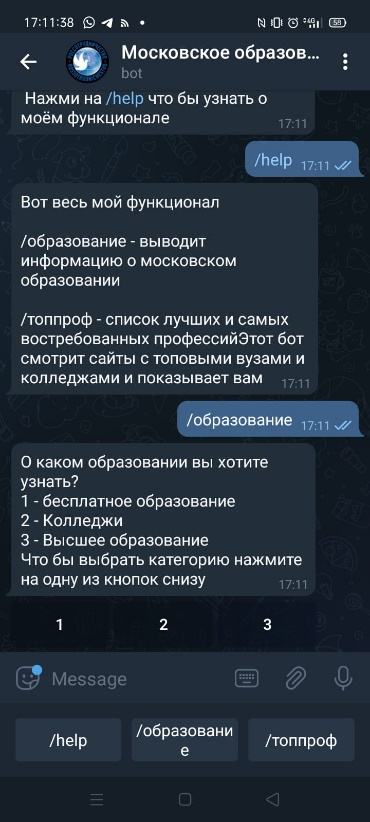 17:11:38
58
Московское образов...
bot
Нажми на /help что бы узнать о
моём функционале
17:11
/help 17:11
Вот весь мой функционал
/образование - выводит
информацию о московском
образовании
/топпроф - список лучших и самых
востребованных профессийЭтот бот
смотрит сайты с топовыми вузами и
колледжами и показывает вам 17:11
/образование 17:11
О каком образовании вы хотите
узнать?
1 - бесплатное образование
2 - Колледжи
3 - Высшее образование
Что бы выбрать категорию нажмите
на одну из кнопок снизу 17:11
1 2 3
Message
/help /образовани /топпроф
е